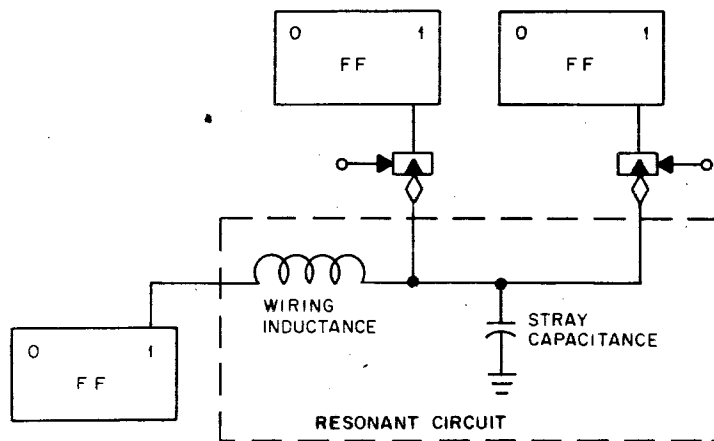 0 1
FF
0 1
FF
WIRING
INDUCTANCE
STRAY
CAPACITANCE
0 1
FF
RESONANT CIRCUIT